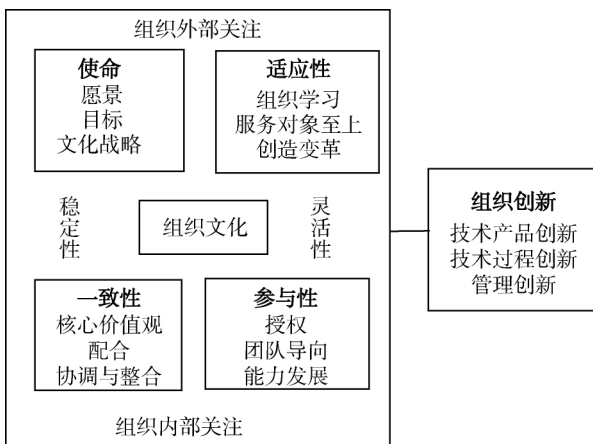 组织外部关注
使命
愿景
目标
文化战略
适应性
组织学习
服务对象至上
创造变革
稳定性
组织文化
灵活性
一致性
核心价值观
配合
协调与整合
参与性
授权
团队导向
能力发展
组织内部关注
组织创新
技术产品创新
技术过程创新
管理创新